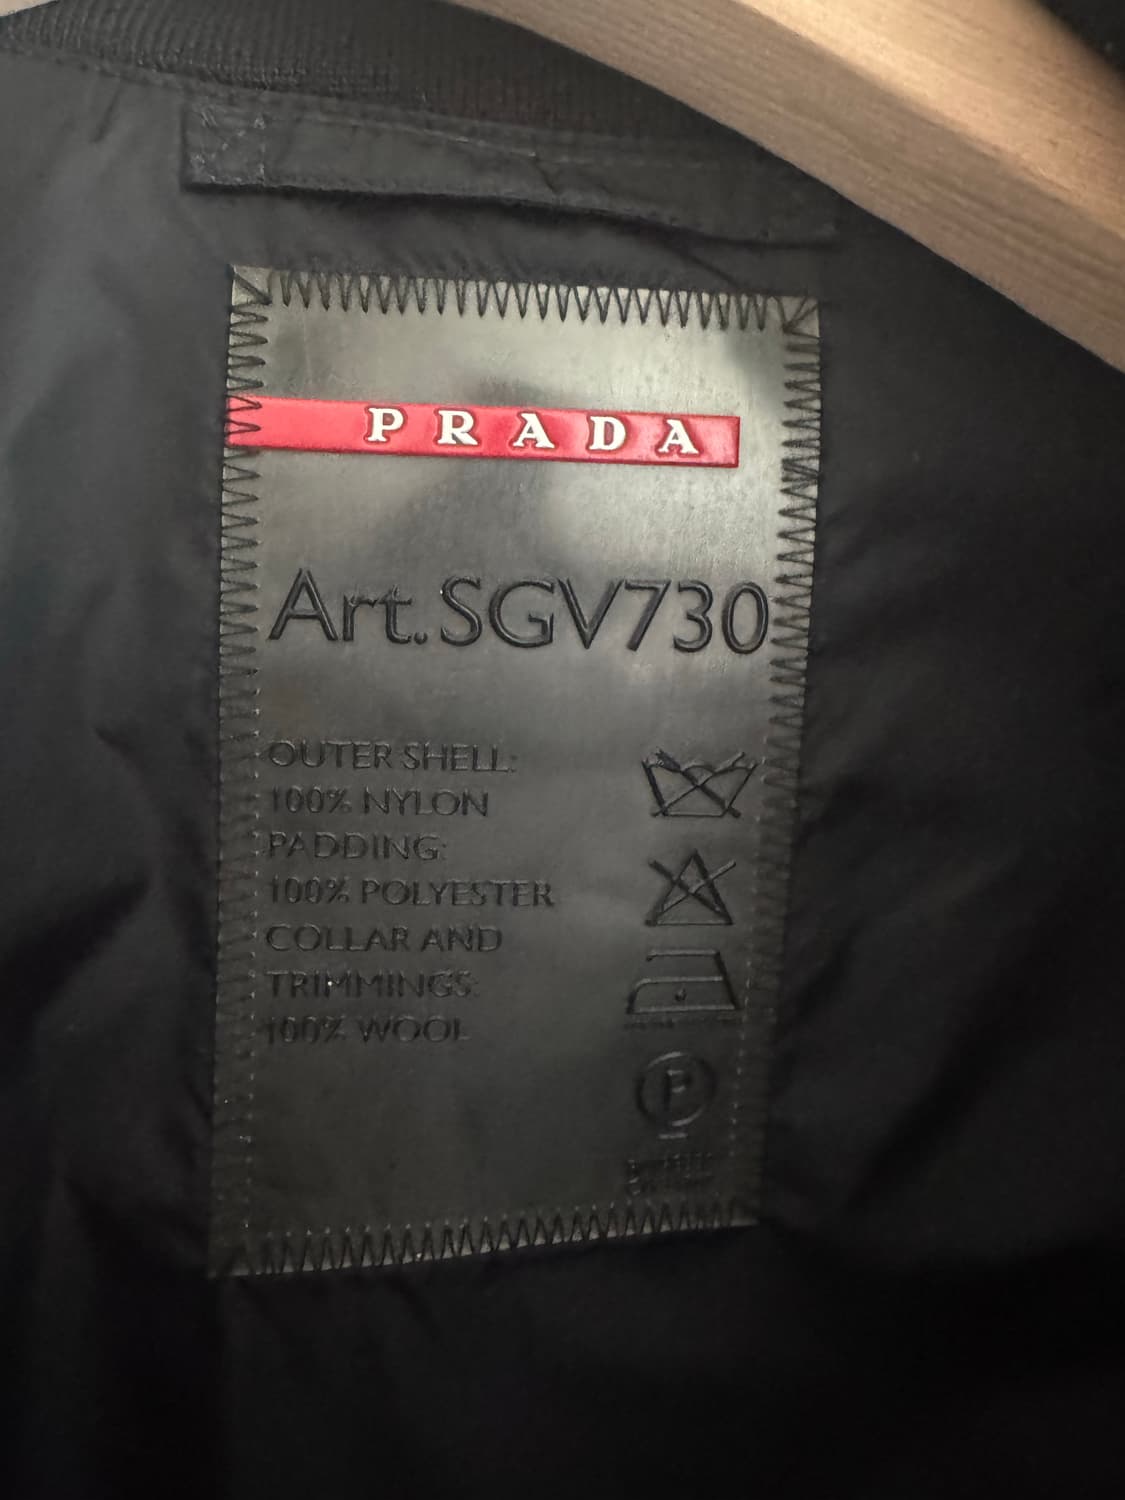 PRADA
Art.SGV730
OUTER SHELL:
100% NYLON
PADDING:
100% POLYESTER
COLLAR AND
TRIMMINGS:
100% WOOL
P